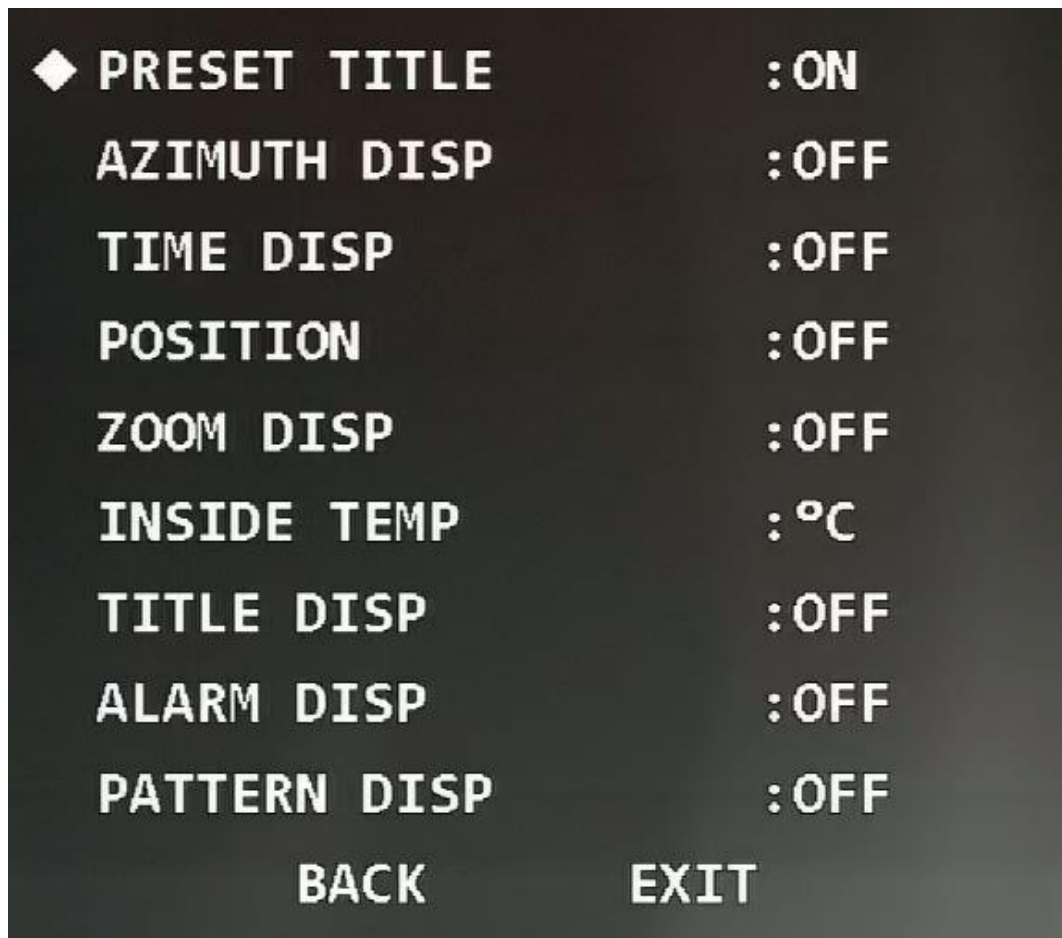 ◆ PRESET TITLE :ON
AZIMUTH DISP :OFF
TIME DISP :OFF
POSITION :OFF
ZOOM DISP :OFF
INSIDE TEMP :°C
TITLE DISP :OFF
ALARM DISP :OFF
PATTERN DISP :OFF
BACK EXIT